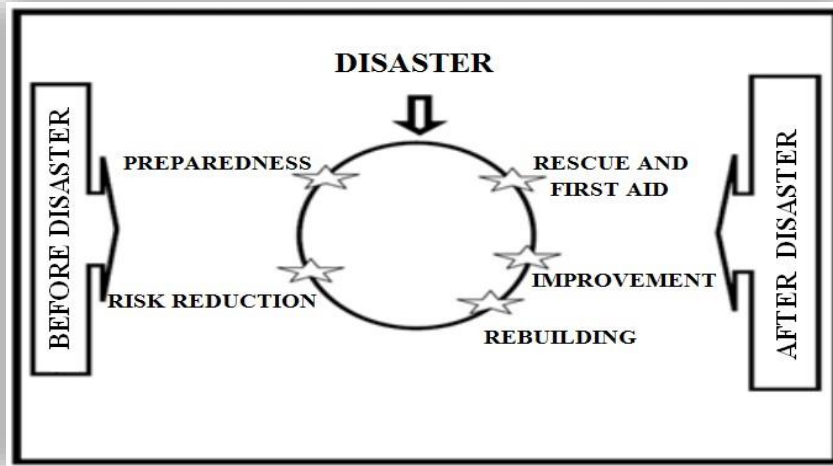 DISASTER
BEFORE DISASTER
PREPAREDNESS
RISK REDUCTION
RESCUE AND
FIRST AID
IMPROVEMENT
REBUILDING
AFTER DISASTER